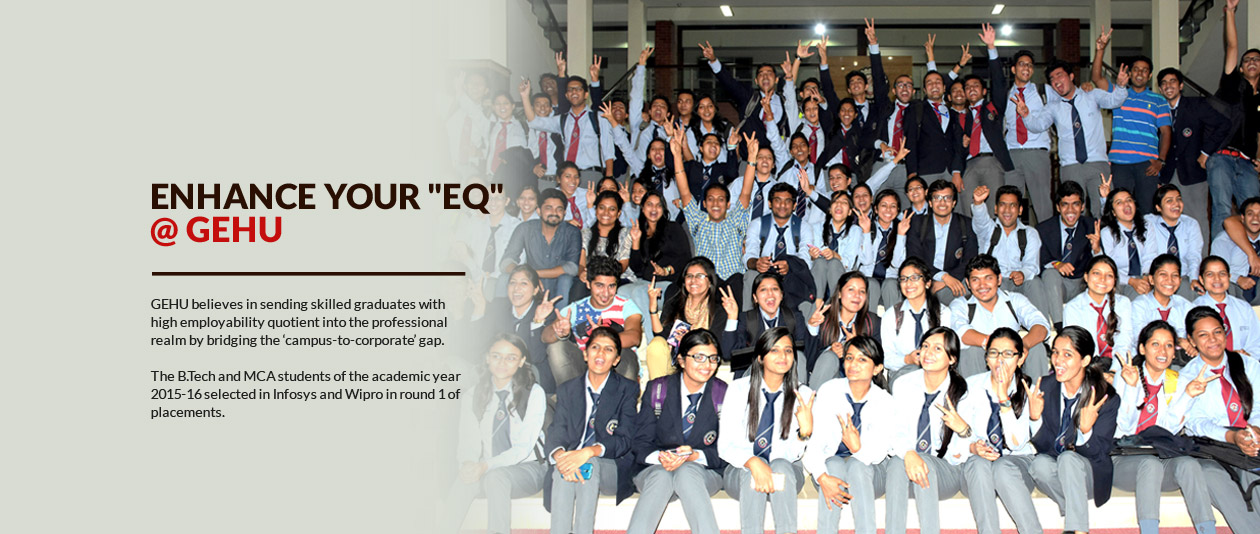 ENHANCE YOUR "EQ"
@ GEHU
GEHU believes in sending skilled graduates with
high employability quotient into the professional
realm by bridging the 'campus-to-corporate' gap.
The B.Tech and MCA students of the academic year
2015-16 selected in Infosys and Wipro in round 1 of
placements.